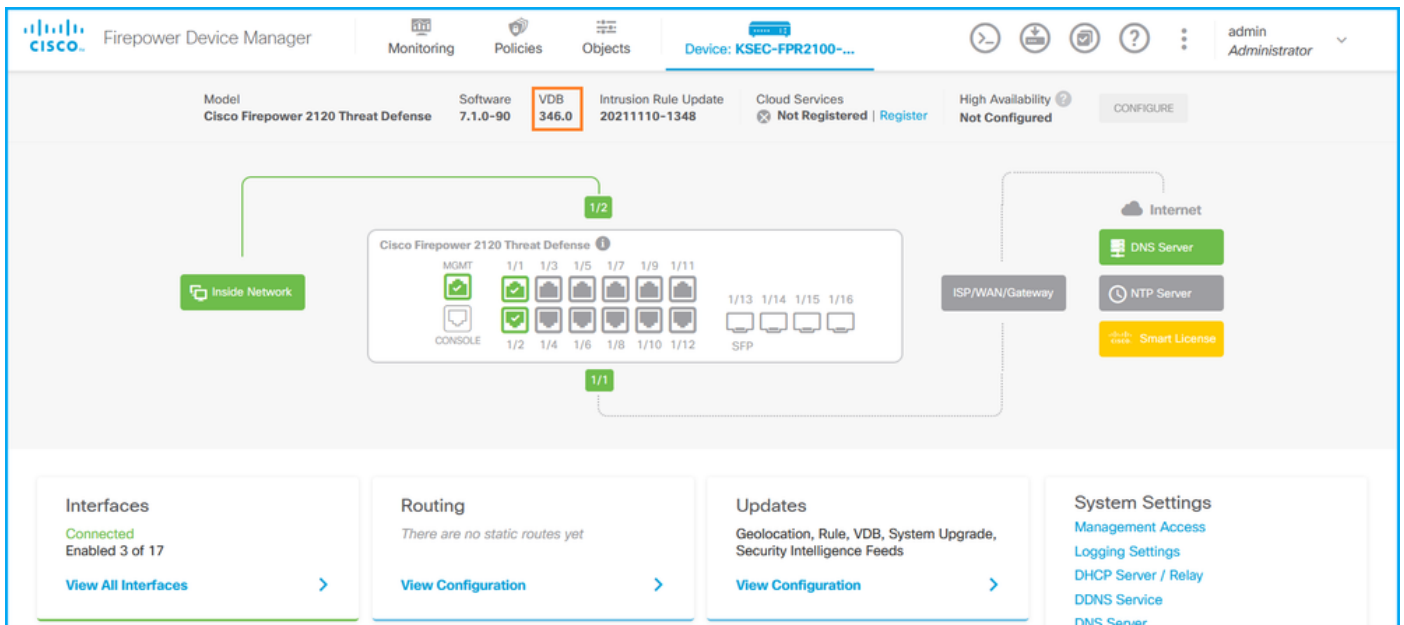 CISCO
Firepower Device Manager
Monitoring
Policies
Objects
Device: KSEC-FPR2100-...
>_
?
admin
Administrator
Model
Cisco Firepower 2120 Threat Defense
Software
7.1.0-90
VDB
346.0
Intrusion Rule Update
20211110-1348
Cloud Services
Not Registered | Register
High Availability ?
Not Configured
CONFIGURE
1/2
Internet
Cisco Firepower 2120 Threat Defense i
DNS Server
MGMT 1/1 1/3 1/5 1/7 1/9 1/11
Inside Network
1/13 1/14 1/15 1/16
ISP/WAN/Gateway
NTP Server
CONSOLE 1/2 1/4 1/6 1/8 1/10 1/12
SFP
cisco. Smart License
1/1
Interfaces
Connected
Enabled 3 of 17
View All Interfaces
Routing
There are no static routes yet
View Configuration
Updates
Geolocation, Rule, VDB, System Upgrade,
Security Intelligence Feeds
View Configuration
System Settings
Management Access
Logging Settings
DHCP Server / Relay
DDNS Service
DNS Server